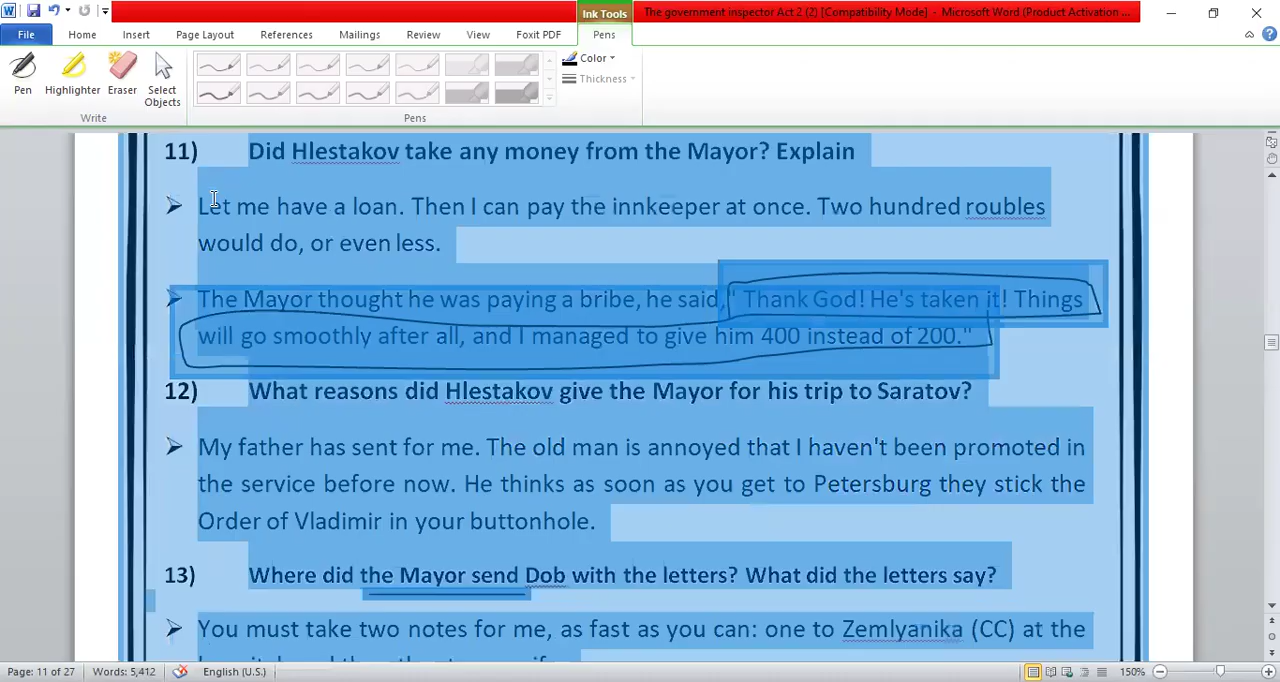 The government inspector Act 2 (2) [Compatibility Mode] - Microsoft Word (Product Activation ...
Ink Tools
File Home Insert Page Layout References Mailings Review View Foxit PDF Pens
Pen Highlighter Eraser Select Objects
Color
Thickness
Write Pens
11) Did Hlestakov take any money from the Mayor? Explain
Let me have a loan. Then I can pay the innkeeper at once. Two hundred roubles
would do, or even less.
The Mayor thought he was paying a bribe, he said," Thank God! He's taken it! Things
will go smoothly after all, and I managed to give him 400 instead of 200."
12) What reasons did Hlestakov give the Mayor for his trip to Saratov?
My father has sent for me. The old man is annoyed that I haven't been promoted in
the service before now. He thinks as soon as you get to Petersburg they stick the
Order of Vladimir in your buttonhole.
13) Where did the Mayor send Dob with the letters? What did the letters say?
You must take two notes for me, as fast as you can: one to Zemlyanika (CC) at the
Page: 11 of 27 Words: 5,412 English (U.S.) 150%